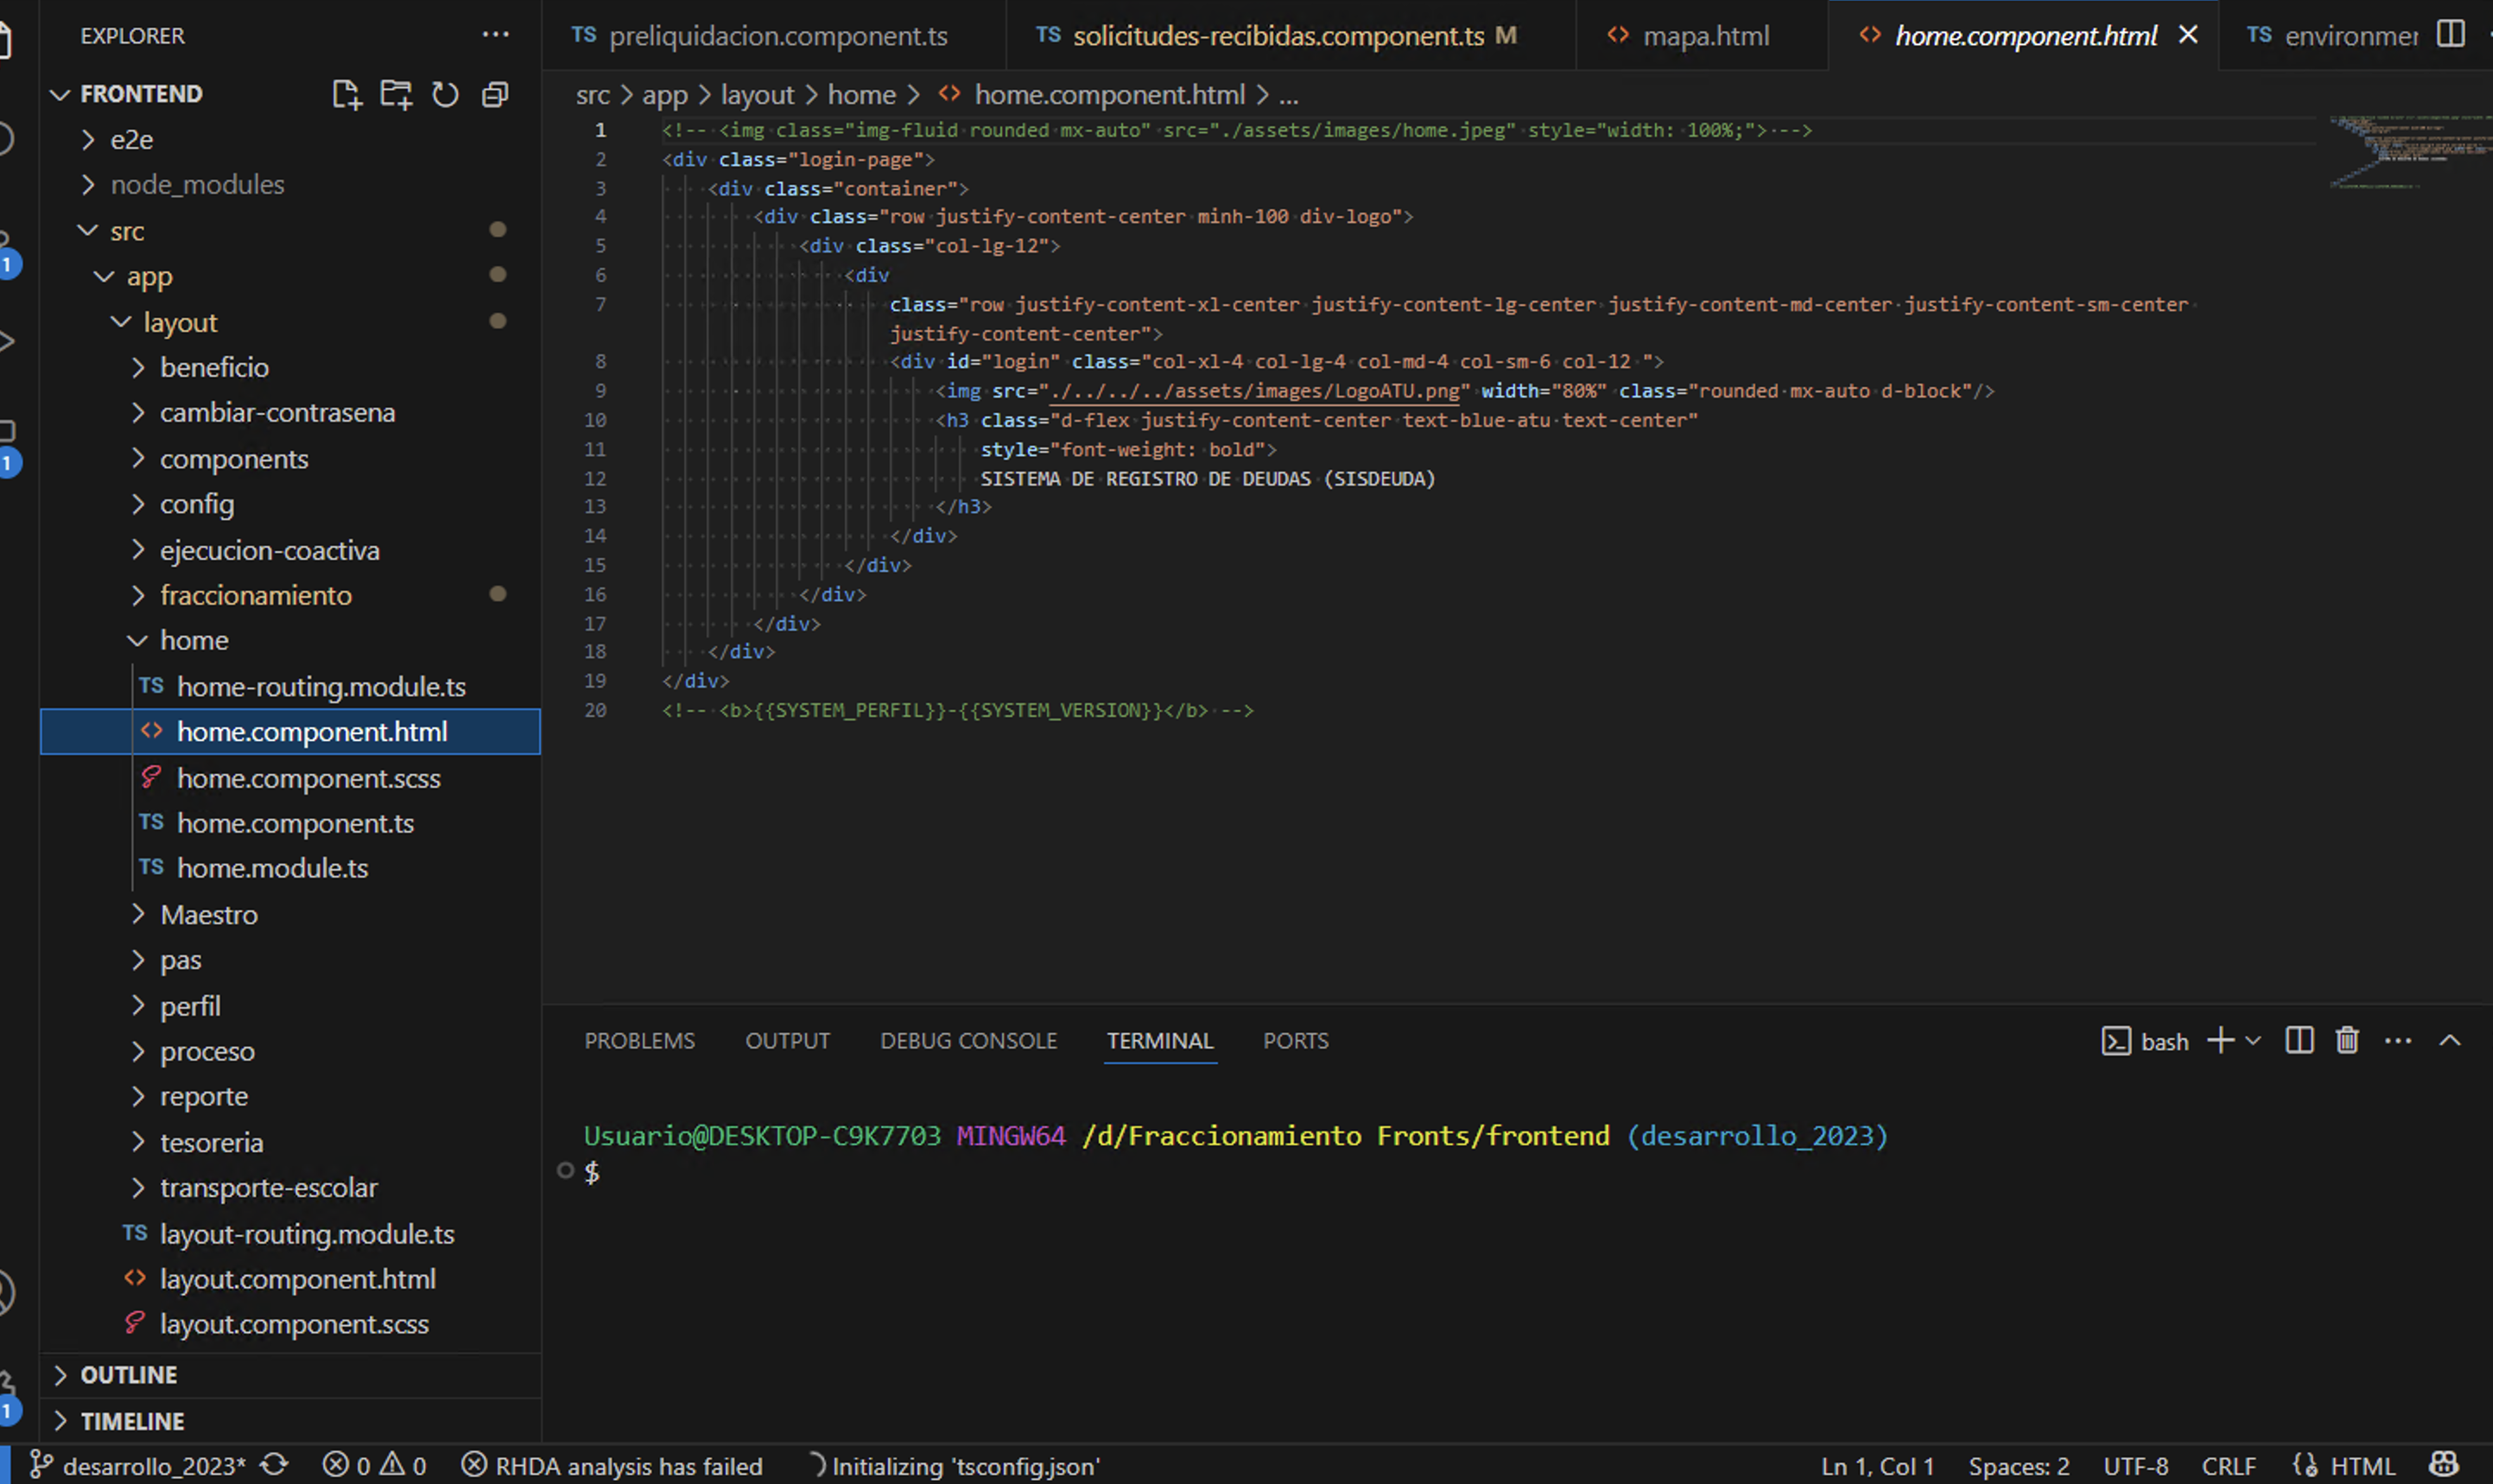 EXPLORER
FRONTEND
e2e
node_modules
src
app
layout
beneficio
cambiar-contrasena
components
config
ejecucion-coactiva
fraccionamiento
home
TS home-routing.module.ts
<> home.component.html
home.component.scss
TS home.component.ts
TS home.module.ts
Maestro
pas
perfil
proceso
reporte
tesoreria
transporte-escolar
TS layout-routing.module.ts
<> layout.component.html
layout.component.scss
OUTLINE
TIMELINE
1
1
1
TS preliquidacion.component.ts
TS solicitudes-recibidas.component.ts M
<> mapa.html
<> home.component.html
TS environmer
src > app > layout > home > <> home.component.html > ...
1 <!-- <img class="img-fluid rounded mx-auto" src="./assets/images/home.jpeg" style="width: 100%;"> -->
2 <div class="login-page">
3 <div class="container">
4 <div class="row justify-content-center minh-100 div-logo">
5 <div class="col-lg-12">
6 <div
7 class="row justify-content-xl-center justify-content-lg-center justify-content-md-center justify-content-sm-center
justify-content-center">
8 <div id="login" class="col-xl-4 col-lg-4 col-md-4 col-sm-6 col-12 ">
9 <img src="./../../../assets/images/LogoATU.png" width="80%" class="rounded mx-auto d-block"/>
10 <h3 class="d-flex justify-content-center text-blue-atu text-center"
11 style="font-weight: bold">
12 SISTEMA DE REGISTRO DE DEUDAS (SISDEUDA)
13 </h3>
14 </div>
15 </div>
16 </div>
17 </div>
18 </div>
19 </div>
20 <!-- <b>{{SYSTEM_PERFIL}}-{{SYSTEM_VERSION}}</b> -->
PROBLEMS OUTPUT DEBUG CONSOLE TERMINAL PORTS
bash
Usuario@DESKTOP-C9K7703 MINGW64 /d/Fraccionamiento Fronts/frontend (desarrollo_2023)
$
desarrollo_2023* 0 0 RHDA analysis has failed Initializing 'tsconfig.json'
Ln 1, Col 1 Spaces: 2 UTF-8 CRLF HTML